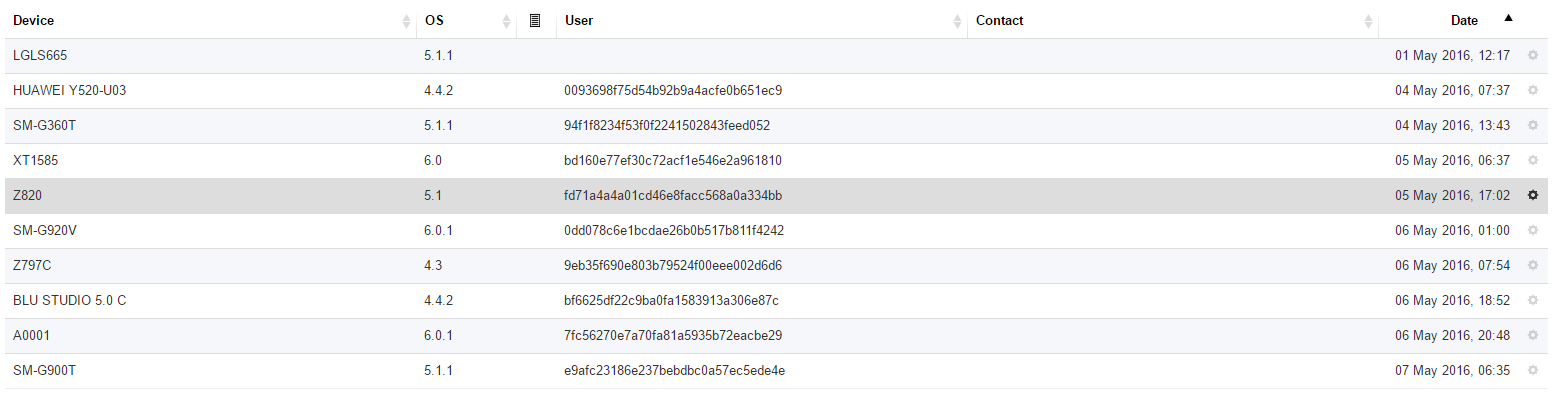 Device OS User Contact Date
LGLS665 5.1.1 01 May 2016, 12:17
HUAWEI Y520-U03 4.4.2 0093698f75d54b92b9a4acfe0b651ec9 04 May 2016, 07:37
SM-G360T 5.1.1 94f1f8234f53f0f2241502843feed052 04 May 2016, 13:43
XT1585 6.0 bd160e77ef30c72acf1e546e2a961810 05 May 2016, 06:37
Z820 5.1 fd71a4a4a01cd46e8facc568a0a334bb 05 May 2016, 17:02
SM-G920V 6.0.1 0dd078c6e1bcdae26b0b517b811f4242 06 May 2016, 01:00
Z797C 4.3 9eb35f690e803b79524f00eee002d6d6 06 May 2016, 07:54
BLU STUDIO 5.0 C 4.4.2 bf6625df22c9ba0fa1583913a306e87c 06 May 2016, 18:52
A0001 6.0.1 7fc56270e7a70fa81a5935b72eacbe29 06 May 2016, 20:48
SM-G900T 5.1.1 e9afc23186e237bebdbc0a57ec5ede4e 07 May 2016, 06:35